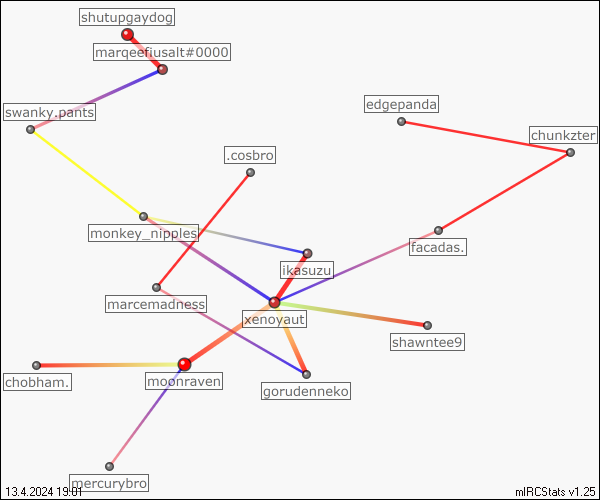 shutupgaydog
marqeefiusalt#0000
edgepanda
swanky.pants
chunkzter
.cosbro
monkey_nipples
facadas.
ikasuzu
marcemadness
xenoyaut
shawntee9
chobham.
moonraven
gorudenneko
mercurybro
13.4.2024 19:01
mIRCStats v1.25